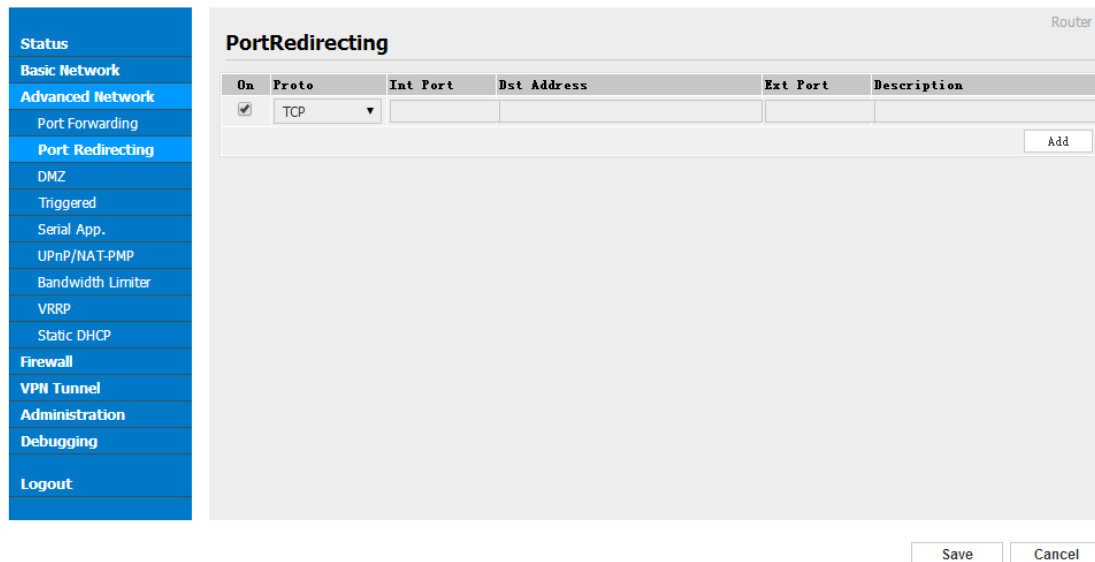 Router
Status
Basic Network
Advanced Network
Port Forwarding
Port Redirecting
DMZ
Triggered
Serial App.
UPnP/NAT-PMP
Bandwidth Limiter
VRRP
Static DHCP
Firewall
VPN Tunnel
Administration
Debugging
Logout
PortRedirecting
On Proto Int Port Dst Address Ext Port Description
TCP
Add
Save Cancel